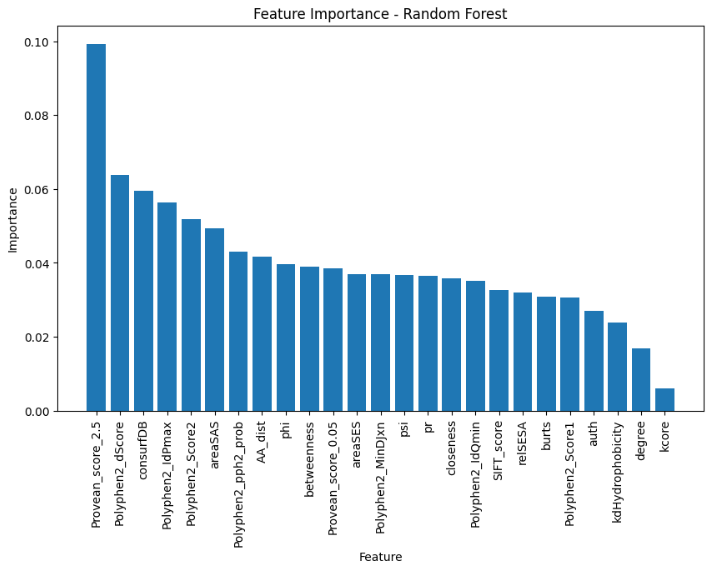 Feature Importance - Random Forest
Importance
0.10
0.08
0.06
0.04
0.02
0.00
Provean_score_2.5
Polyphen2_dScore
consurfDB
Polyphen2_IdPmax
Polyphen2_Score2
areaSAS
Polyphen2_pph2_prob
AA_dist
phi
betweenness
Provean_score_0.05
areaSES
Polyphen2_MinDJxn
psi
pr
closeness
Polyphen2_IdQmin
SIFT_score
relSESA
burts
Polyphen2_Score1
auth
kdHydrophobicity
degree
kcore
Feature